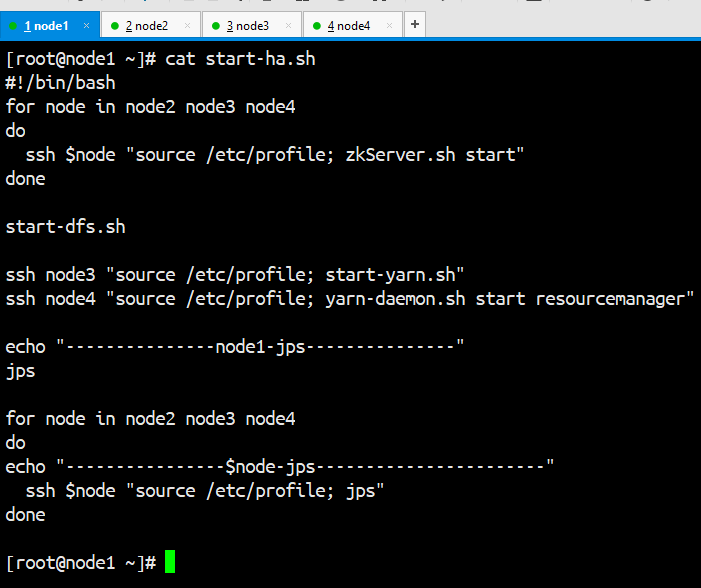 1 node1 × 2 node2 × 3 node3 × 4 node4 × +
[root@node1 ~]# cat start-ha.sh
#!/bin/bash
for node in node2 node3 node4
do
  ssh $node "source /etc/profile; zkServer.sh start"
done

start-dfs.sh

ssh node3 "source /etc/profile; start-yarn.sh"
ssh node4 "source /etc/profile; yarn-daemon.sh start resourcemanager"

echo "---------------node1-jps---------------"
jps

for node in node2 node3 node4
do
echo "----------------$node-jps-----------------------"
  ssh $node "source /etc/profile; jps"
done

[root@node1 ~]#